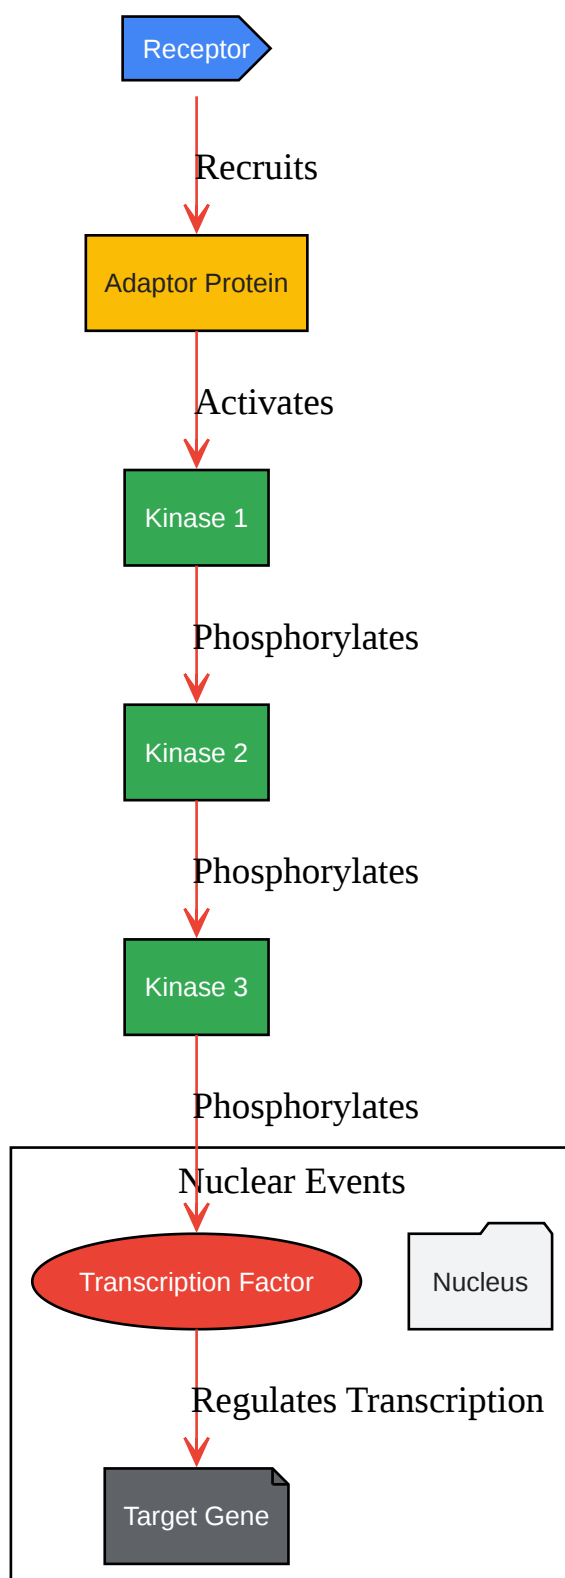 Receptor
Recruits
Adaptor Protein
Activates
Kinase 1
Phosphorylates
Kinase 2
Phosphorylates
Kinase 3
Phosphorylates
Nuclear Events
Transcription Factor
Nucleus
Regulates Transcription
Target Gene